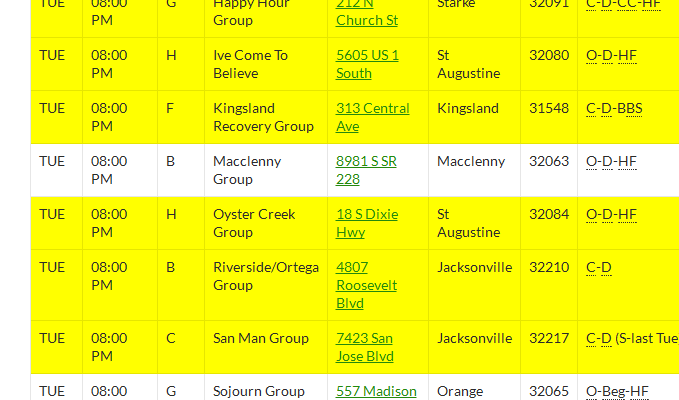 TUE 08:00 G Happy Hour 212 N Starke 32091 C-D-CC-HF
PM Group Church St
TUE 08:00 H Ive Come To 5605 US 1 St 32080 O-D-HF
PM Believe South Augustine
TUE 08:00 F Kingsland 313 Central Kingsland 31548 C-D-BBS
PM Recovery Group Ave
TUE 08:00 B Macclenny 8981 S SR Macclenny 32063 O-D-HF
PM Group 228
TUE 08:00 H Oyster Creek 18 S Dixie St 32084 O-D-HF
PM Group Hwy Augustine
TUE 08:00 B Riverside/Ortega 4807 Jacksonville 32210 C-D
PM Group Roosevelt
Blvd
TUE 08:00 C San Man Group 7423 San Jacksonville 32217 C-D (S-last Tue
PM Jose Blvd
TUE 08:00 G Sojourn Group 557 Madison Orange 32065 O-Beg-HF